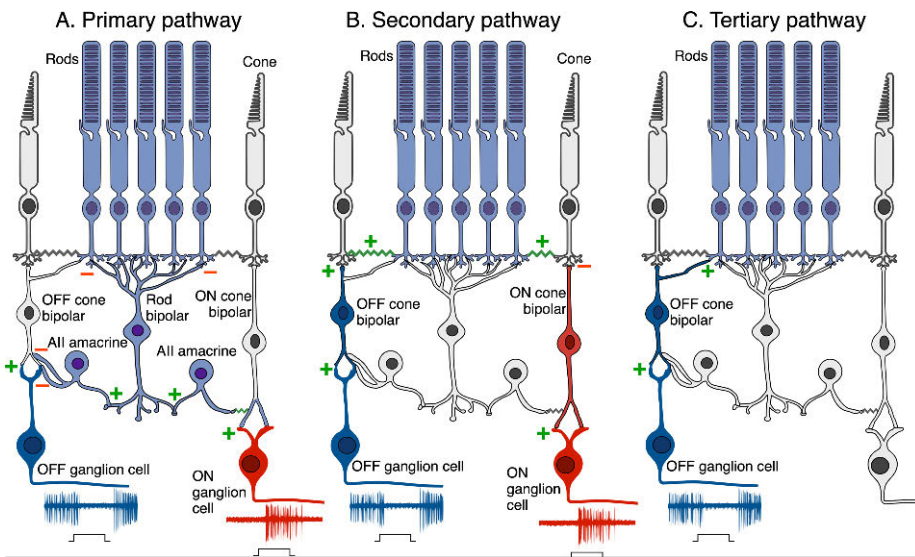 A. Primary pathway
B. Secondary pathway
C. Tertiary pathway
Rods
Cone
Rods
Cone
Rods
+
+
+
+
+
−
−
−
OFF cone
bipolar
Rod
bipolar
ON cone
bipolar
OFF cone
bipolar
ON cone
bipolar
OFF cone
bipolar
AII amacrine
AII amacrine
−
−
+
+
+
+
+
+
+
OFF ganglion cell
ON
ganglion
cell
OFF ganglion cell
ON
ganglion
cell
OFF ganglion cell